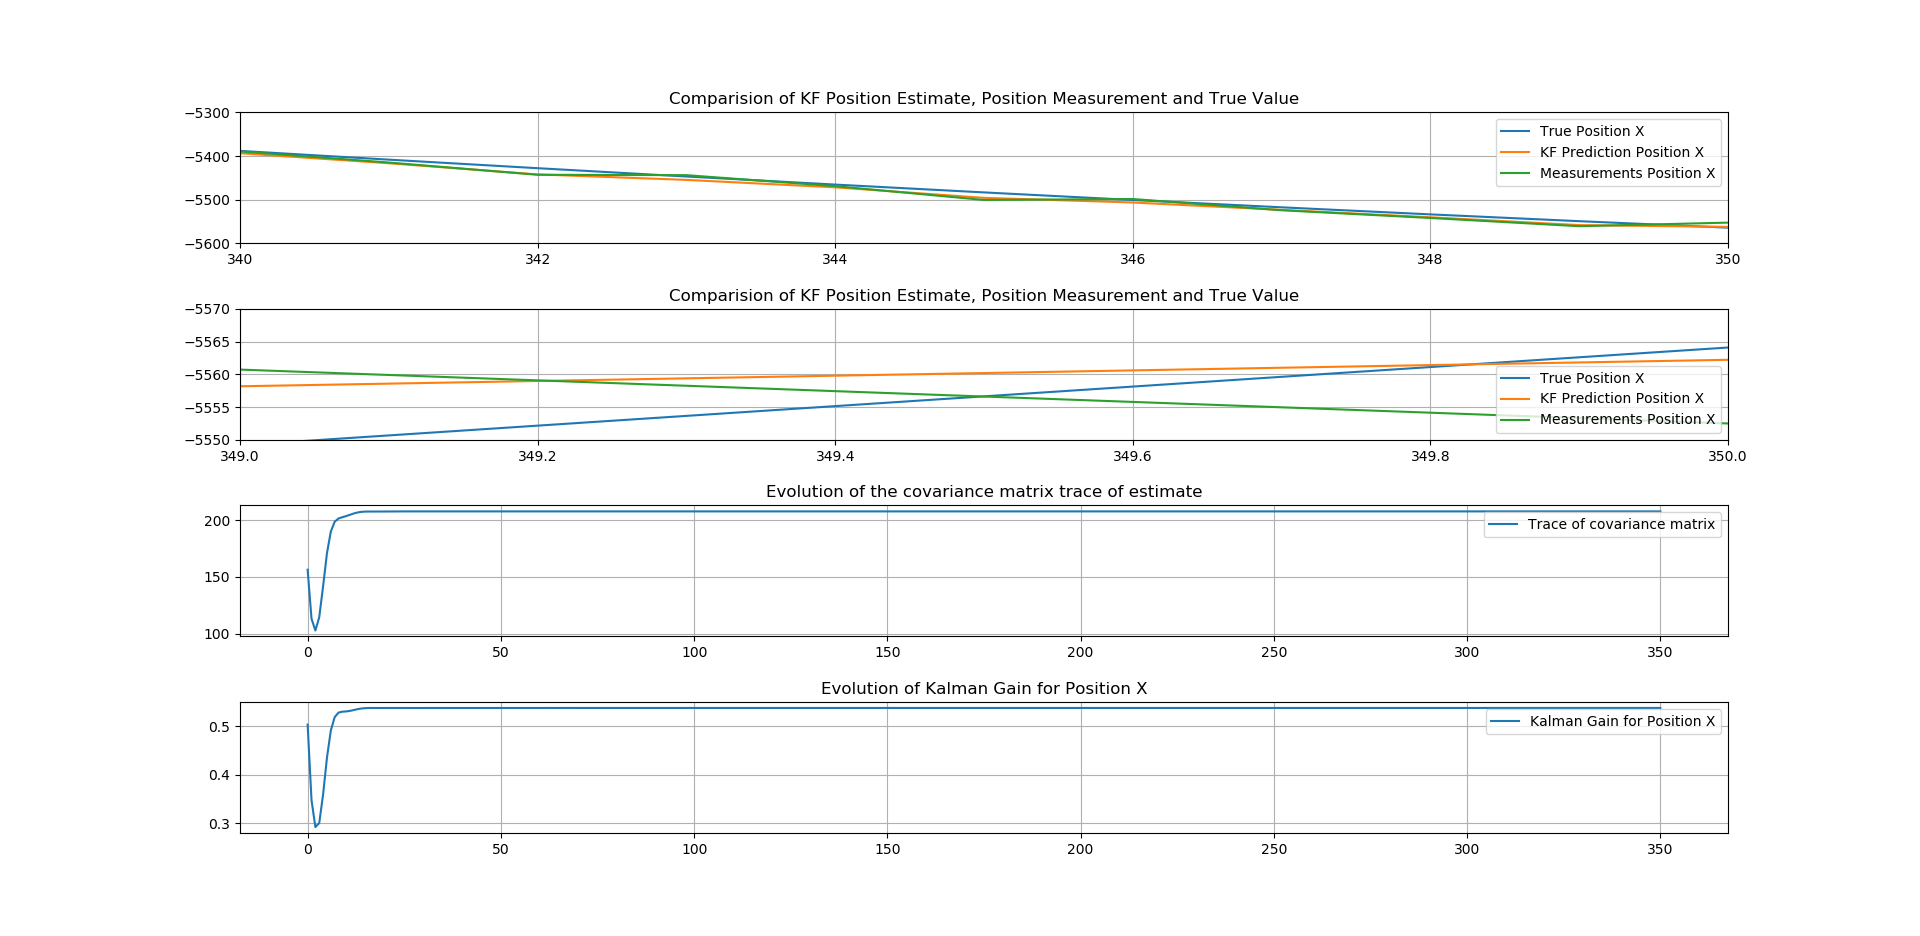 Comparision of KF Position Estimate, Position Measurement and True Value
−5300
−5400
−5500
−5600
True Position X
KF Prediction Position X
Measurements Position X
340 342 344 346 348 350
Comparision of KF Position Estimate, Position Measurement and True Value
−5570
−5565
−5560
−5555
−5550
True Position X
KF Prediction Position X
Measurements Position X
349.0 349.2 349.4 349.6 349.8 350.0
Evolution of the covariance matrix trace of estimate
200
150
100
Trace of covariance matrix
0 50 100 150 200 250 300 350
Evolution of Kalman Gain for Position X
0.5
0.4
0.3
Kalman Gain for Position X
0 50 100 150 200 250 300 350